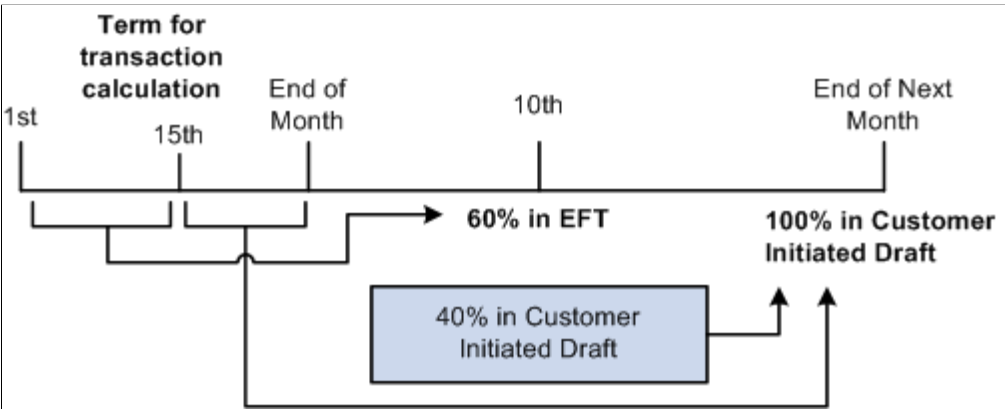 Term for
transaction
calculation
1st
15th
End of
Month
10th
End of Next
Month
60% in EFT
100% in Customer
Initiated Draft
40% in Customer
Initiated Draft